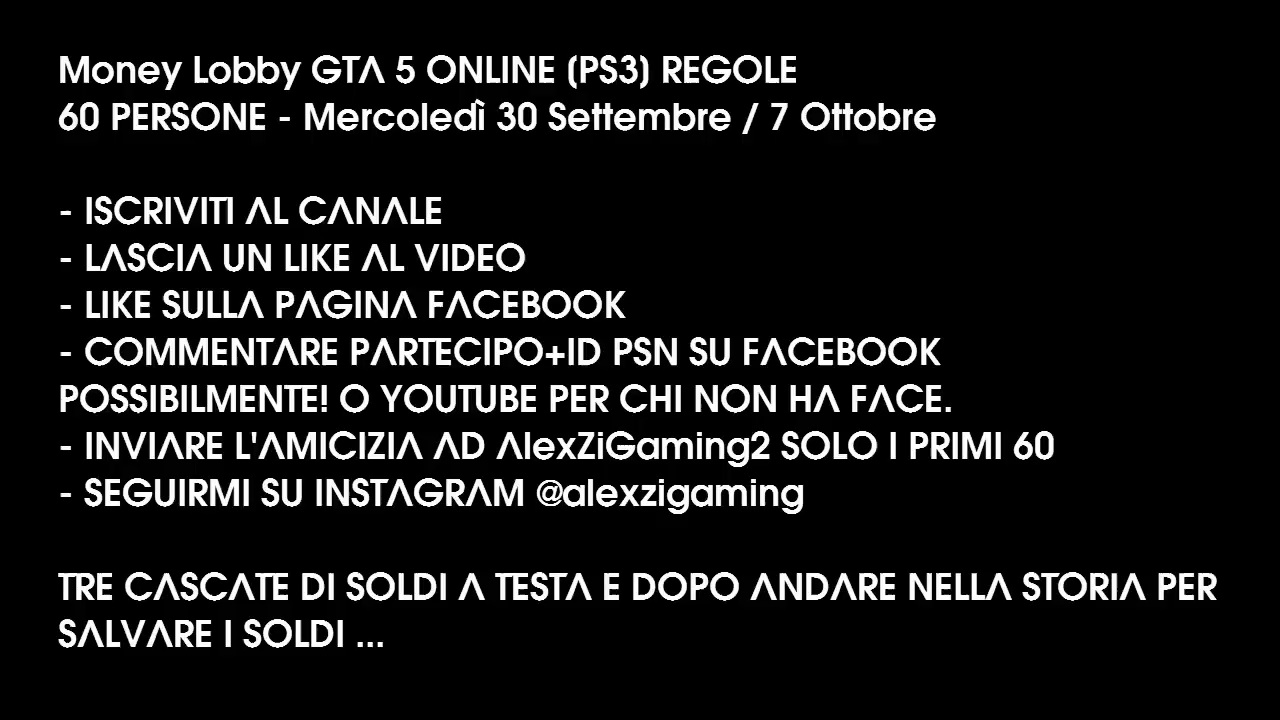 Money Lobby GTA 5 ONLINE (PS3) REGOLE
60 PERSONE - Mercoledì 30 Settembre / 7 Ottobre
- ISCRIVITI AL CANALE
- LASCIA UN LIKE AL VIDEO
- LIKE SULLA PAGINA FACEBOOK
- COMMENTARE PARTECIPO+ID PSN SU FACEBOOK
POSSIBILMENTE! O YOUTUBE PER CHI NON HA FACE.
- INVIARE L'AMICIZIA AD AlexZiGaming2 SOLO I PRIMI 60
- SEGUIRMI SU INSTAGRAM @alexzigaming
TRE CASCATE DI SOLDI A TESTA E DOPO ANDARE NELLA STORIA PER
SALVARE I SOLDI ...